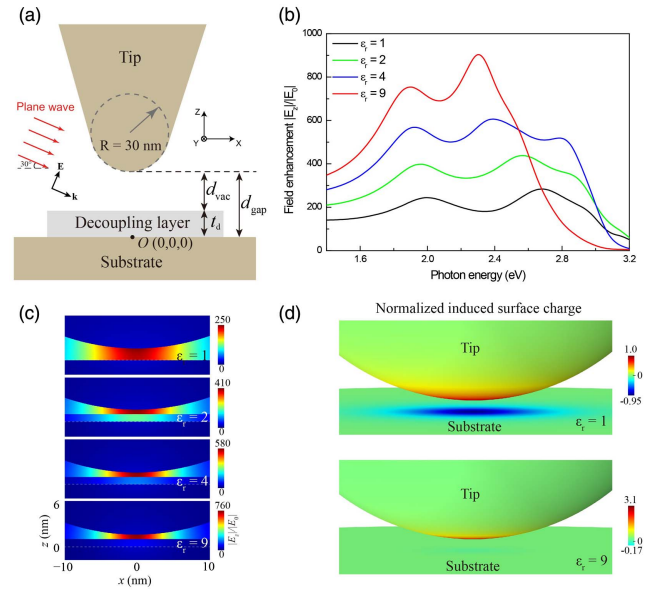 (a)
Tip
Plane wave
R = 30 nm
Z
Y
X
30°
E
k
d_vac
d_gap
Decoupling layer
t_d
O (0,0,0)
Substrate
(b)
1000
800
600
400
200
0
Field enhancement |E_z|/|E_0|
ε_r = 1
ε_r = 2
ε_r = 4
ε_r = 9
1.6 2.0 2.4 2.8 3.2
Photon energy (eV)
(c)
250
0
ε_r = 1
410
0
ε_r = 2
580
0
ε_r = 4
760
0
ε_r = 9
|E_z|/|E_0|
6
z (nm)
0
−10 0 10
x (nm)
(d)
Normalized induced surface charge
Tip
1.0
0
-0.95
Substrate
ε_r = 1
Tip
3.1
0
-0.17
Substrate
ε_r = 9